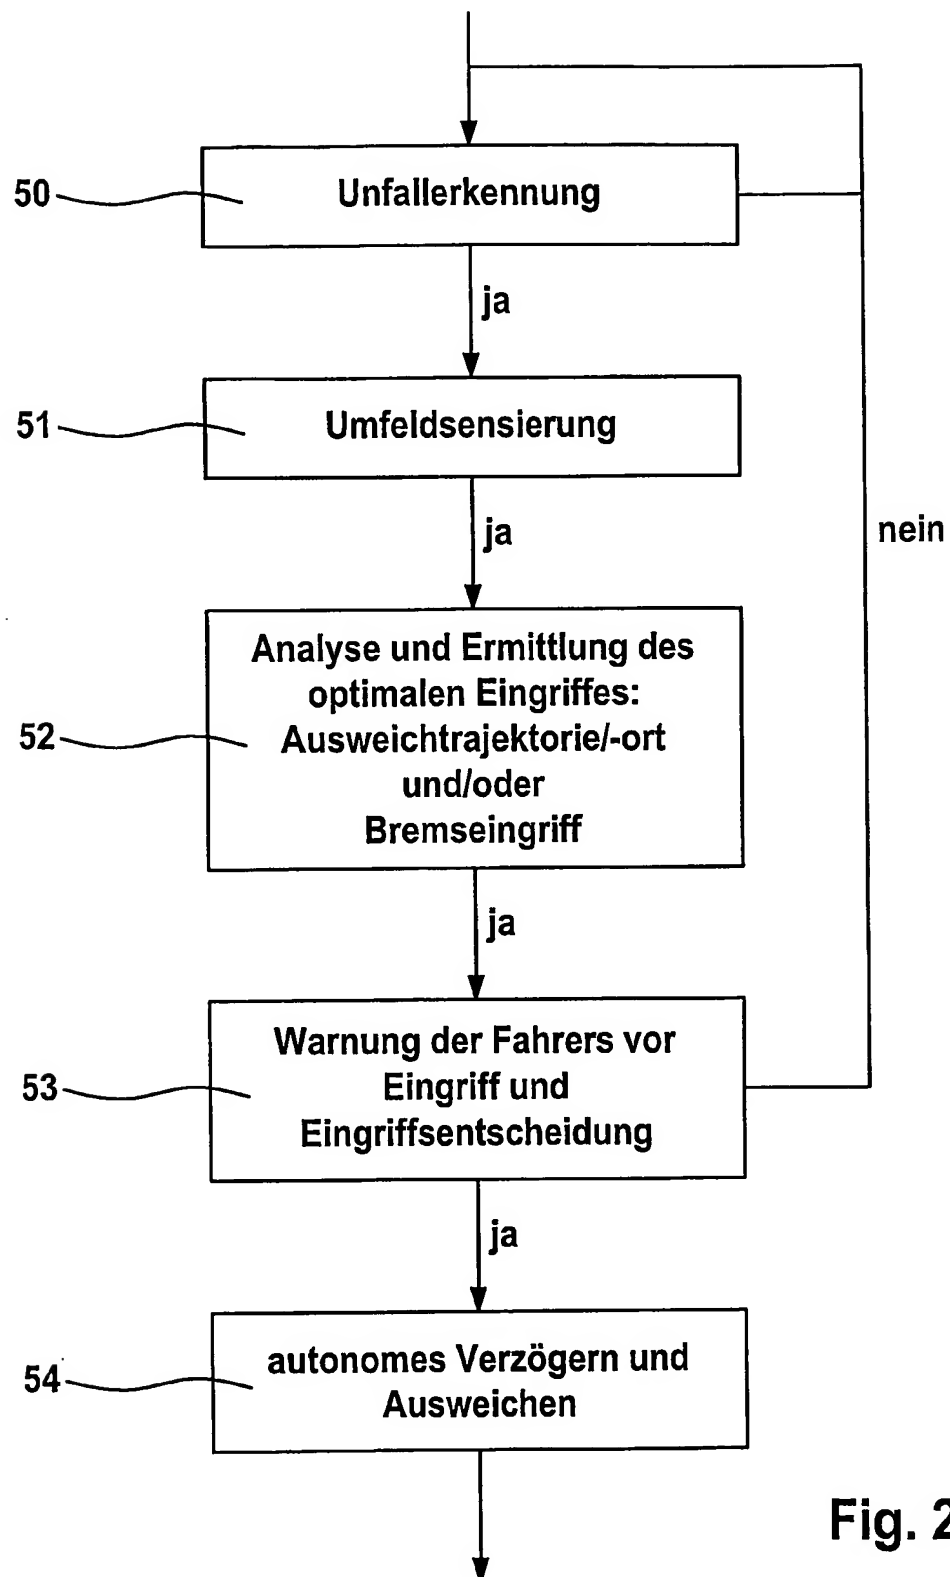 50
Unfallerkennung
ja
51
Umfeldsensierung
ja
nein
52
Analyse und Ermittlung des
optimalen Eingriffes:
Ausweichtrajektorie/-ort
und/oder
Bremseingriff
ja
53
Warnung der Fahrers vor
Eingriff und
Eingriffsentscheidung
ja
54
autonomes Verzögern und
Ausweichen
Fig. 2